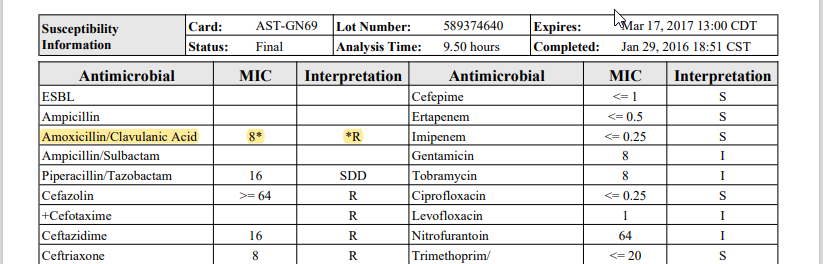 Susceptibility Information Card: AST-GN69 Lot Number: 589374640 Expires: Mar 17, 2017 13:00 CDT
Status: Final Analysis Time: 9.50 hours Completed: Jan 29, 2016 18:51 CST
Antimicrobial MIC Interpretation Antimicrobial MIC Interpretation
ESBL Cefepime <= 1 S
Ampicillin Ertapenem <= 0.5 S
Amoxicillin/Clavulanic Acid 8* *R Imipenem <= 0.25 S
Ampicillin/Sulbactam Gentamicin 8 I
Piperacillin/Tazobactam 16 SDD Tobramycin 8 I
Cefazolin >= 64 R Ciprofloxacin <= 0.25 S
+Cefotaxime R Levofloxacin 1 I
Ceftazidime 16 R Nitrofurantoin 64 I
Ceftriaxone 8 R Trimethoprim/ <= 20 S